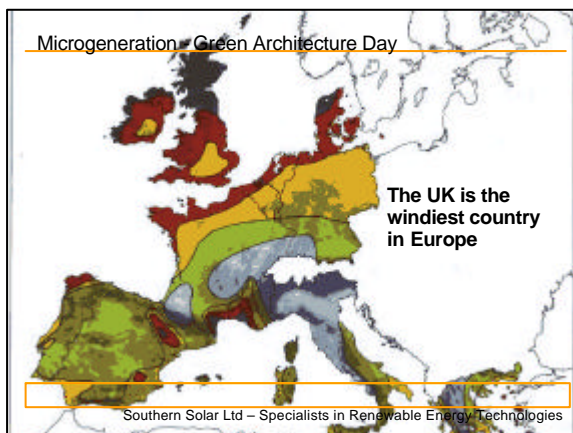 Microgeneration - Green Architecture Day
The UK is the
windiest country
in Europe
Southern Solar Ltd – Specialists in Renewable Energy Technologies